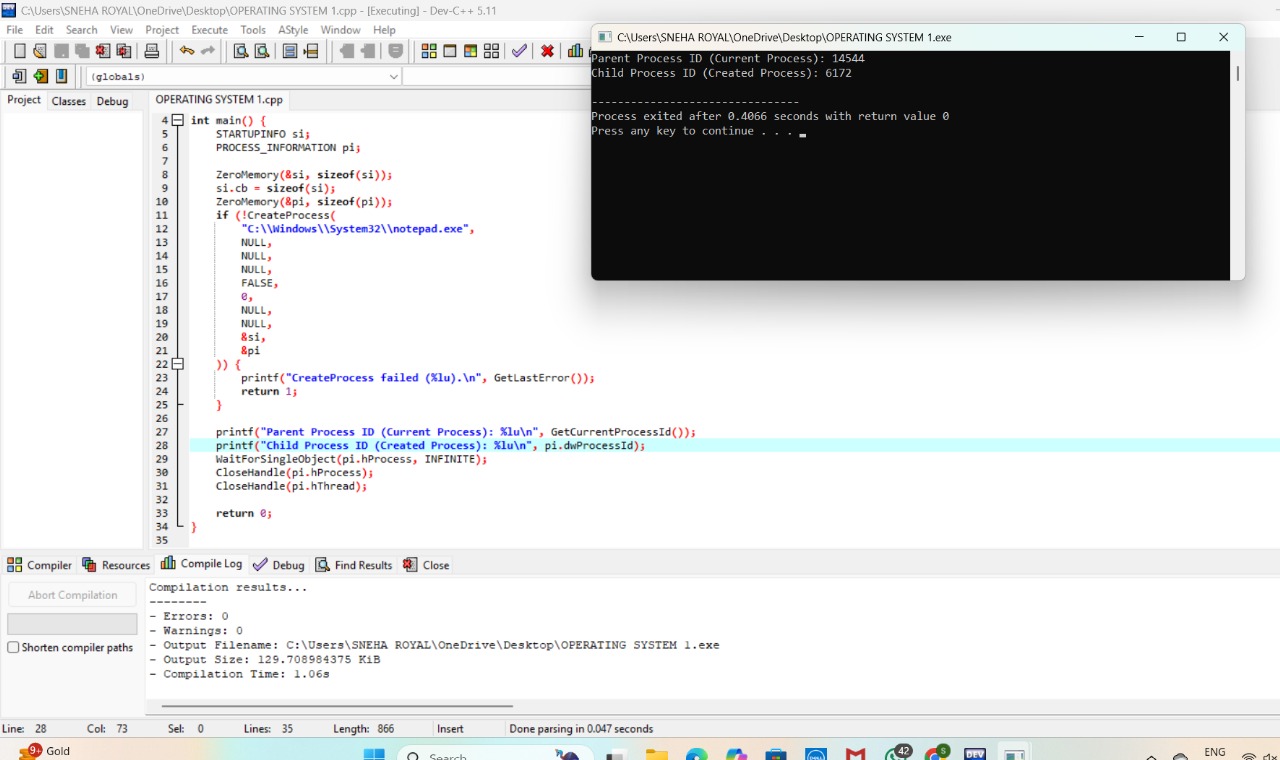 C:\Users\SNEHA ROYAL\OneDrive\Desktop\OPERATING SYSTEM 1.cpp - [Executing] - Dev-C++ 5.11
File Edit Search View Project Execute Tools AStyle Window Help
(globals)
Project Classes Debug
OPERATING SYSTEM 1.cpp
4 int main() {
5 STARTUPINFO si;
6 PROCESS_INFORMATION pi;
7
8 ZeroMemory(&si, sizeof(si));
9 si.cb = sizeof(si);
10 ZeroMemory(&pi, sizeof(pi));
11 if (!CreateProcess(
12 "C:\\Windows\\System32\\notepad.exe",
13 NULL,
14 NULL,
15 NULL,
16 FALSE,
17 0,
18 NULL,
19 NULL,
20 &si,
21 &pi
22 )) {
23 printf("CreateProcess failed (%lu).\n", GetLastError());
24 return 1;
25 }
26
27 printf("Parent Process ID (Current Process): %lu\n", GetCurrentProcessId());
28 printf("Child Process ID (Created Process): %lu\n", pi.dwProcessId);
29 WaitForSingleObject(pi.hProcess, INFINITE);
30 CloseHandle(pi.hProcess);
31 CloseHandle(pi.hThread);
32
33 return 0;
34 }
35
C:\Users\SNEHA ROYAL\OneDrive\Desktop\OPERATING SYSTEM 1.exe
Parent Process ID (Current Process): 14544
Child Process ID (Created Process): 6172
--------------------------------
Process exited after 0.4066 seconds with return value 0
Press any key to continue . . .
Compiler Resources Compile Log Debug Find Results Close
Abort Compilation
Shorten compiler paths
Compilation results...
--------
- Errors: 0
- Warnings: 0
- Output Filename: C:\Users\SNEHA ROYAL\OneDrive\Desktop\OPERATING SYSTEM 1.exe
- Output Size: 129.708984375 KiB
- Compilation Time: 1.06s
Line: 28 Col: 73 Sel: 0 Lines: 35 Length: 866 Insert Done parsing in 0.047 seconds
9+ Gold
Search
42
S
DEV
ENG